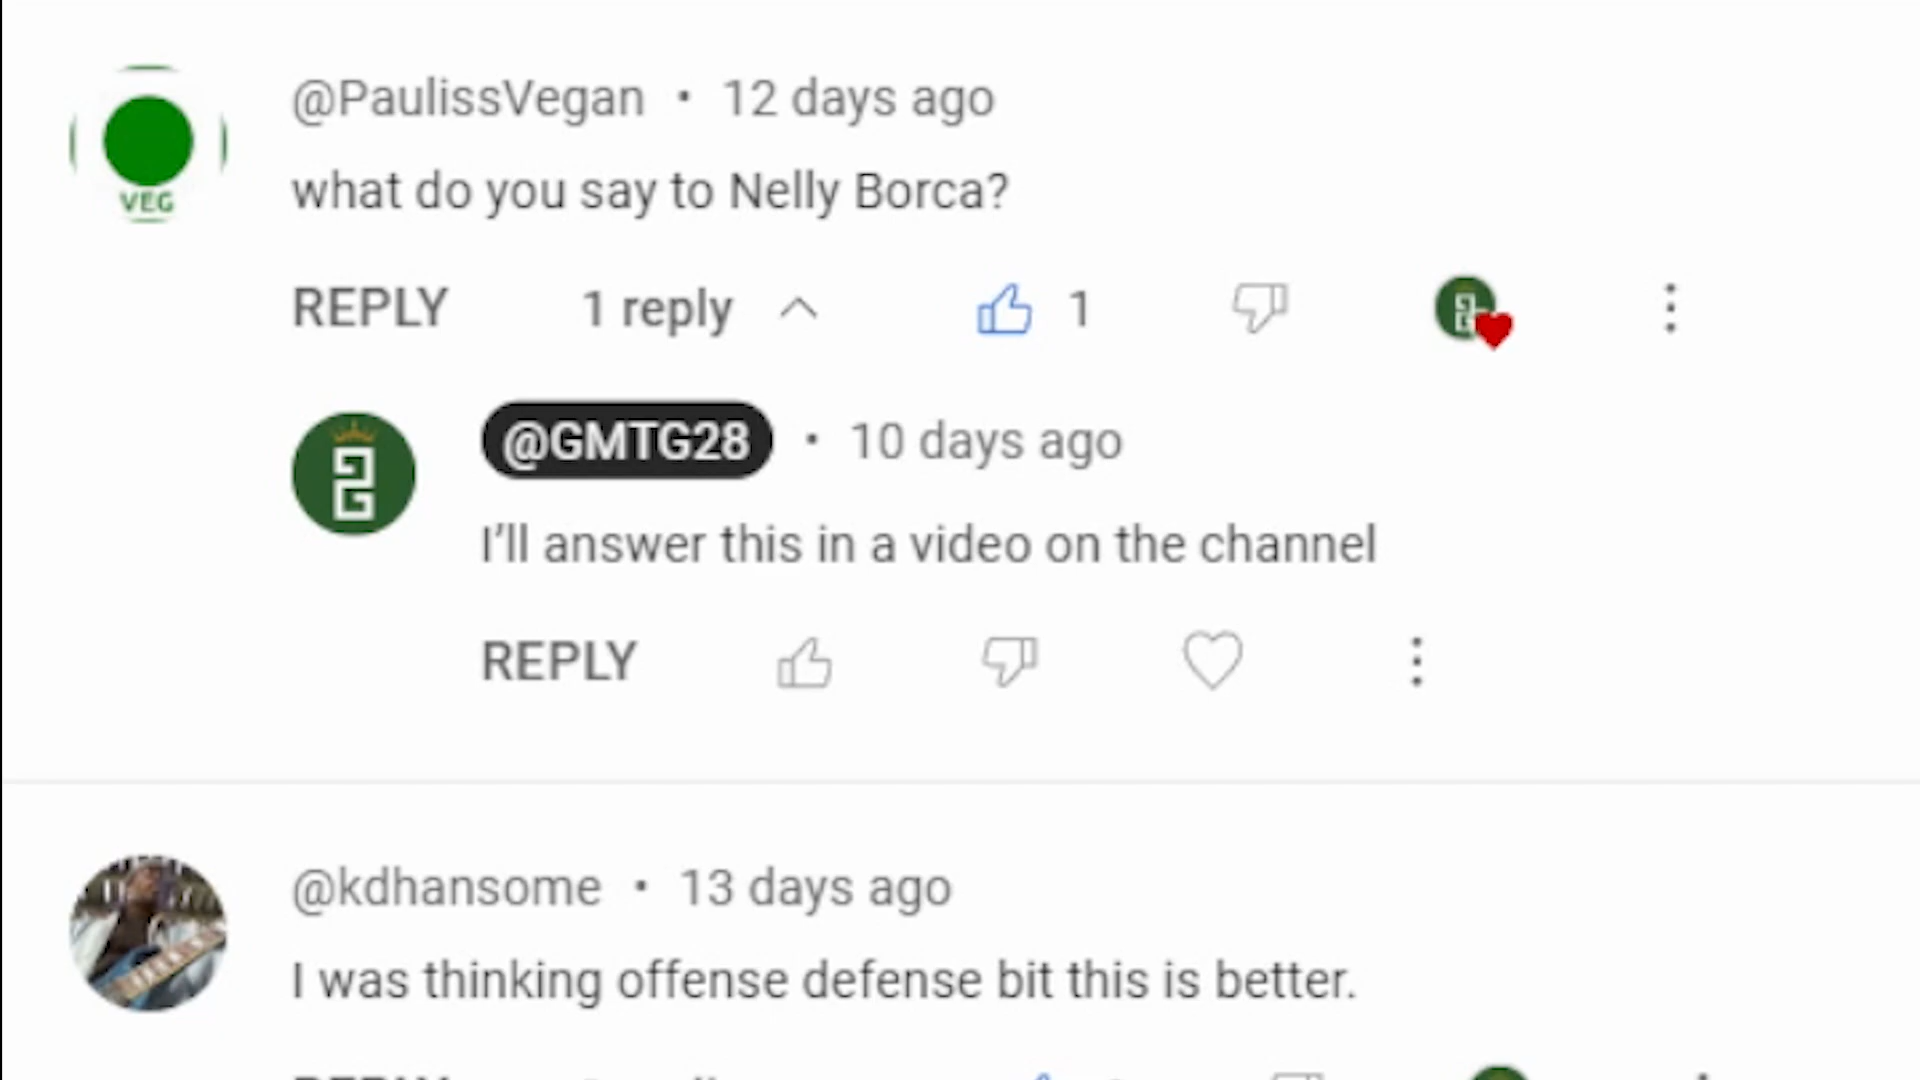 @PaulissVegan • 12 days ago
VEG
what do you say to Nelly Borca?
REPLY 1 reply 1
@GMTG28 • 10 days ago
I'll answer this in a video on the channel
REPLY
@kdhansome • 13 days ago
I was thinking offense defense bit this is better.